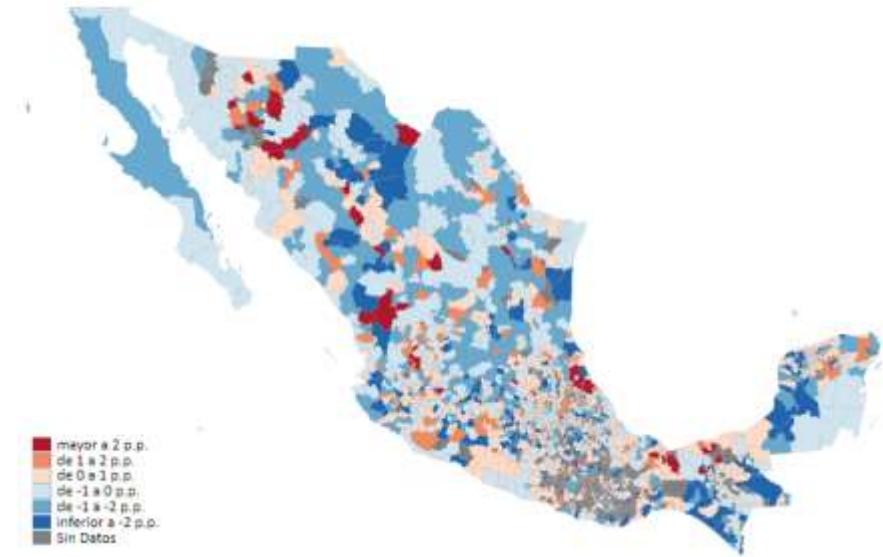 mayor a 2 p.p.
de 1 a 2 p.p.
de 0 a 1 p.p.
de -1 a 0 p.p.
de -1 a -2 p.p.
inferior a -2 p.p.
Sin Datos